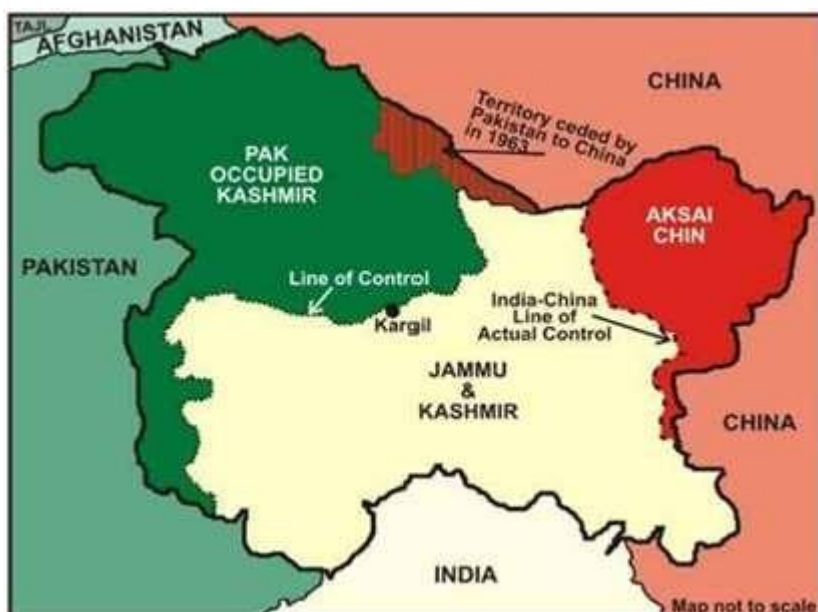 TAJI.
AFGHANISTAN
CHINA
Territory ceded by
Pakistan to China
in 1963
PAK
OCCUPIED
KASHMIR
AKSAI
CHIN
PAKISTAN
Line of Control
Kargil
India-China
Line of
Actual Control
JAMMU
&
KASHMIR
CHINA
INDIA
Map not to scale